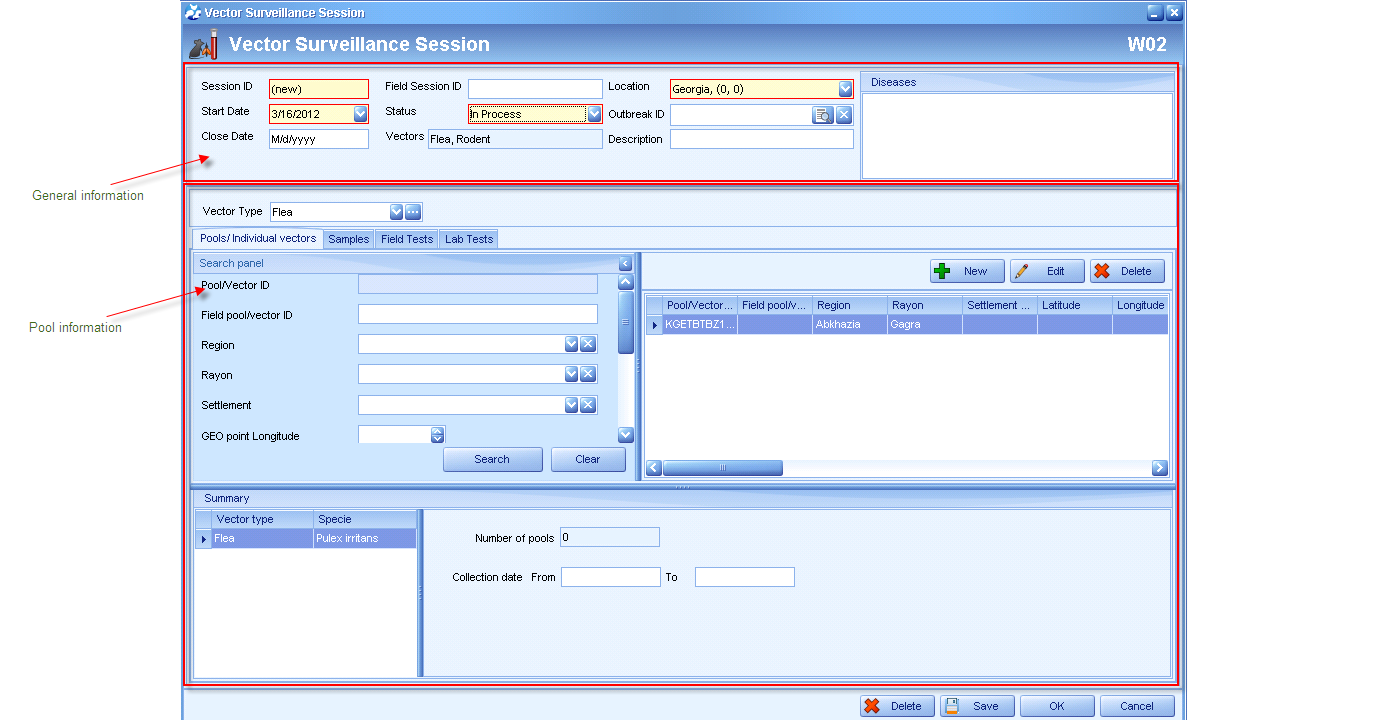 Vector Surveillance Session
Vector Surveillance Session W02
Session ID (new) Field Session ID Location Georgia, (0, 0) Diseases
Start Date 3/16/2012 Status In Process Outbreak ID
Close Date M/d/yyyy Vectors Flea, Rodent Description
General information
Vector Type Flea ...
Pools/Individual vectors Samples Field Tests Lab Tests
Search panel
New Edit Delete
Pool/Vector ID
Field pool/vector ID
Region
Rayon
Settlement
GEO point Longitude
Search Clear
Pool information
Pool/Vector... Field pool/v... Region Rayon Settlement ... Latitude Longitude
KGETBTBZ1... Abkhazia Gagra
Summary
Vector type Specie
Flea Pulex irritans
Number of pools 0
Collection date From To
Delete Save OK Cancel